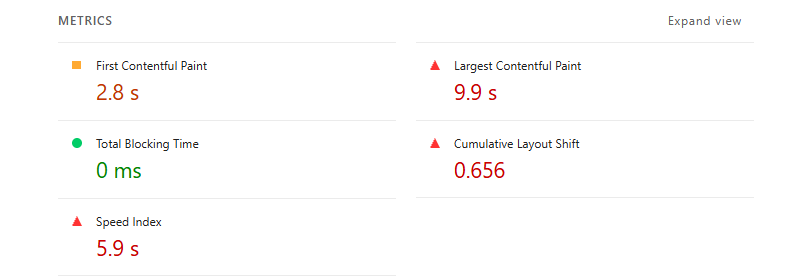 METRICS
Expand view
First Contentful Paint
2.8 s
Largest Contentful Paint
9.9 s
Total Blocking Time
0 ms
Cumulative Layout Shift
0.656
Speed Index
5.9 s